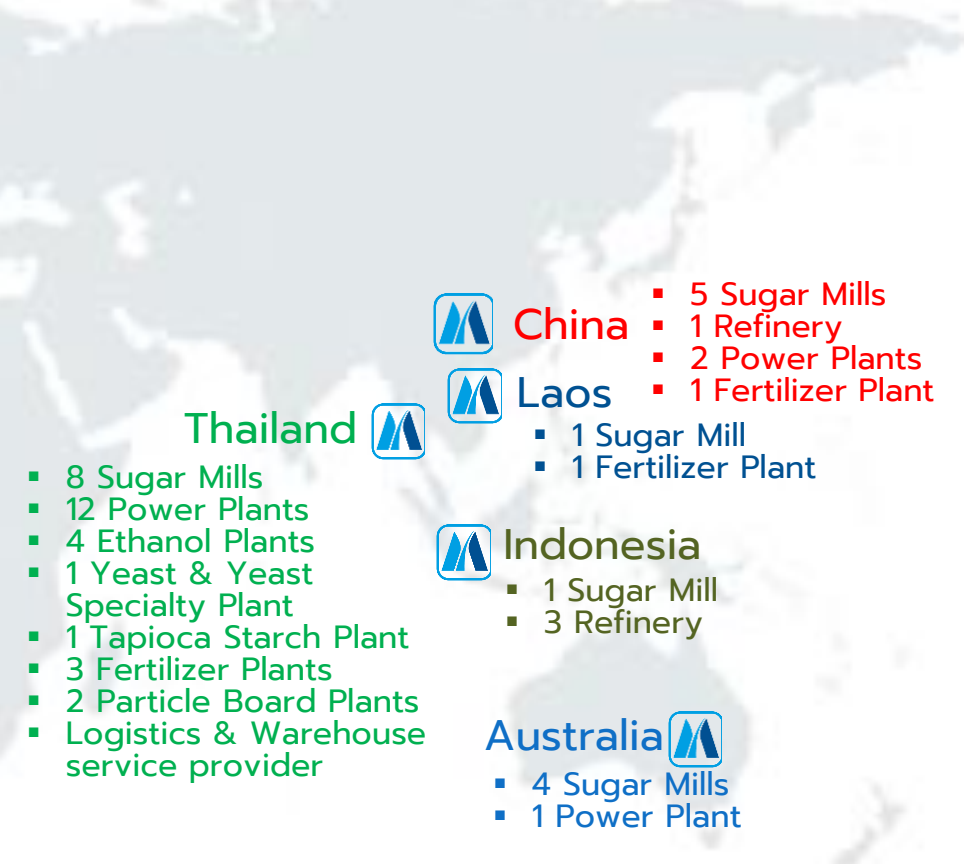 China
▪ 5 Sugar Mills
▪ 1 Refinery
▪ 2 Power Plants
▪ 1 Fertilizer Plant
Laos
▪ 1 Sugar Mill
▪ 1 Fertilizer Plant
Thailand
▪ 8 Sugar Mills
▪ 12 Power Plants
▪ 4 Ethanol Plants
▪ 1 Yeast & Yeast
Specialty Plant
▪ 1 Tapioca Starch Plant
▪ 3 Fertilizer Plants
▪ 2 Particle Board Plants
▪ Logistics & Warehouse
service provider
Indonesia
▪ 1 Sugar Mill
▪ 3 Refinery
Australia
▪ 4 Sugar Mills
▪ 1 Power Plant